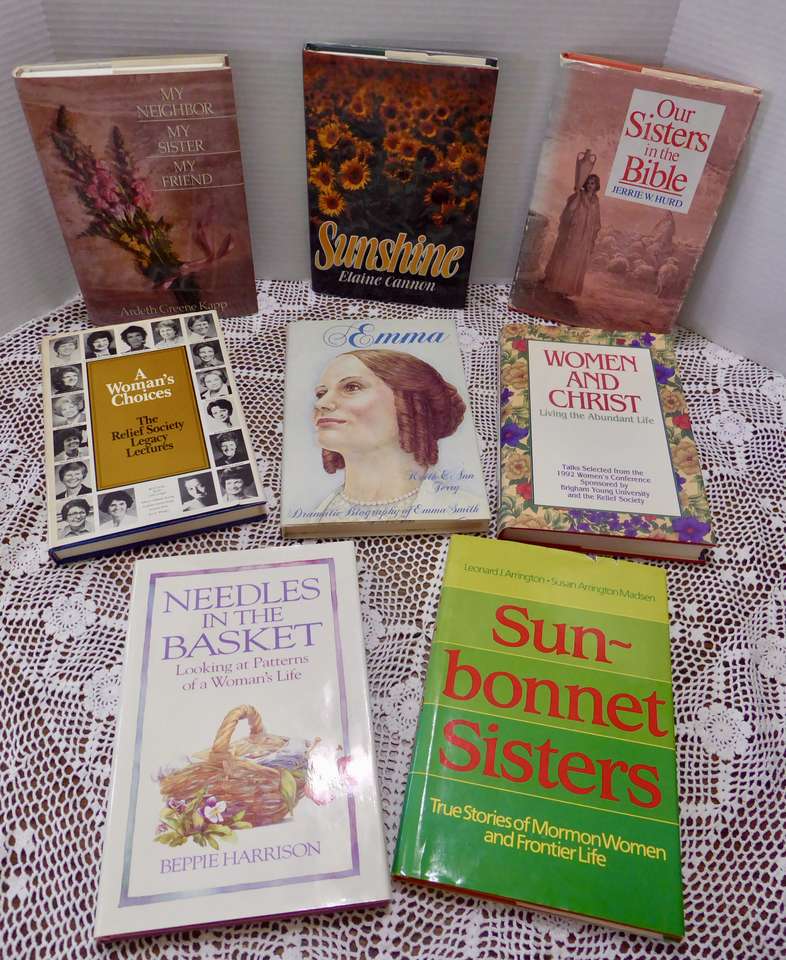 MY
NEIGHBOR
MY
SISTER
MY
FRIEND
Ardeth Greene Kapp
Sunshine
Elaine Cannon
Our
Sisters
in the
Bible
JERRIE W. HURD
A
Woman's
Choices
The
Relief Society
Legacy
Lectures
Emma
Keith & Ann
Terry
Dramatic Biography of Emma Smith
WOMEN
AND
CHRIST
Living the Abundant Life
Talks Selected from the
1992 Women's Conference
Sponsored by
Brigham Young University
and the Relief Society
NEEDLES
IN THE
BASKET
Looking at Patterns
of a Woman's Life
BEPPIE HARRISON
Leonard J. Arrington • Susan Arrington Madsen
Sun-
bonnet
Sisters
True Stories of Mormon Women
and Frontier Life